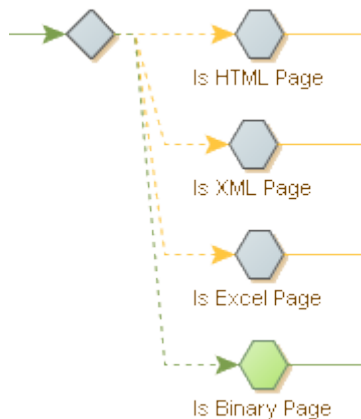 Is HTML Page
Is XML Page
Is Excel Page
Is Binary Page